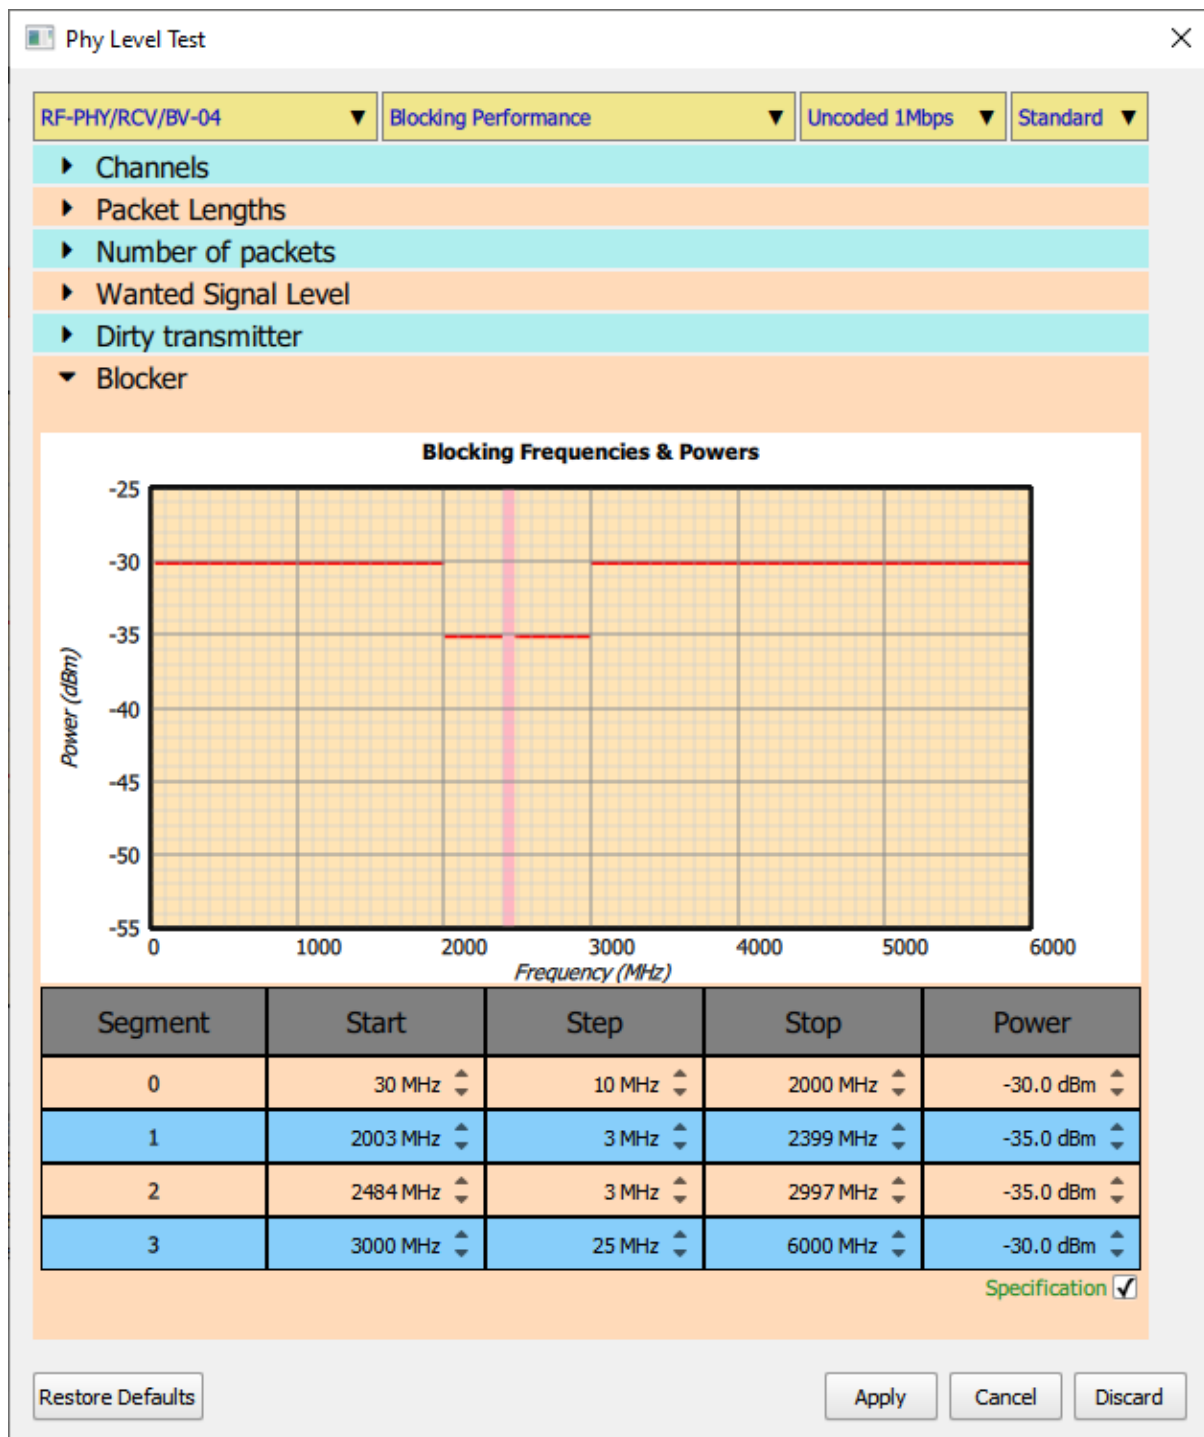 Phy Level Test
RF-PHY/RCV/BV-04 Blocking Performance Uncoded 1Mbps Standard
Channels
Packet Lengths
Number of packets
Wanted Signal Level
Dirty transmitter
Blocker
Blocking Frequencies & Powers
-25
-30
-35
-40
-45
-50
-55
Power (dBm)
0 1000 2000 3000 4000 5000 6000
Frequency (MHz)
Segment Start Step Stop Power
0 30 MHz 10 MHz 2000 MHz -30.0 dBm
1 2003 MHz 3 MHz 2399 MHz -35.0 dBm
2 2484 MHz 3 MHz 2997 MHz -35.0 dBm
3 3000 MHz 25 MHz 6000 MHz -30.0 dBm
Specification
Restore Defaults Apply Cancel Discard